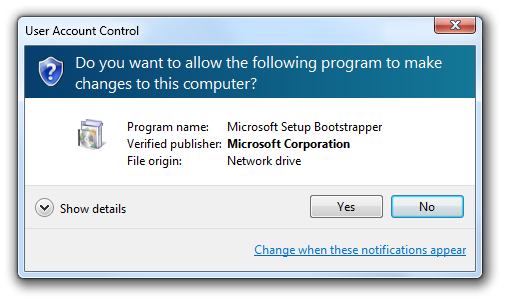 User Account Control
Do you want to allow the following program to make
changes to this computer?
Program name: Microsoft Setup Bootstrapper
Verified publisher: Microsoft Corporation
File origin: Network drive
Show details
Yes
No
Change when these notifications appear